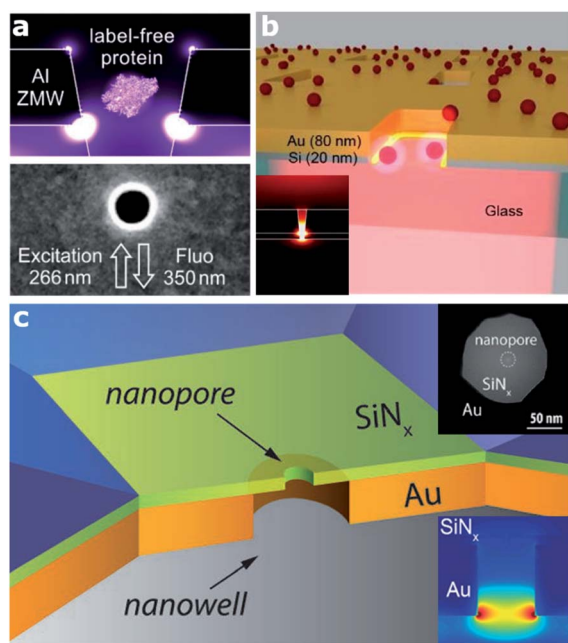 a
label-free
protein
Al
ZMW
Excitation
266 nm
Fluo
350 nm
b
Au (80 nm)
Si (20 nm)
Glass
c
nanopore
SiNx
Au
nanowell
nanopore
SiNx
Au
50 nm
SiNx
Au